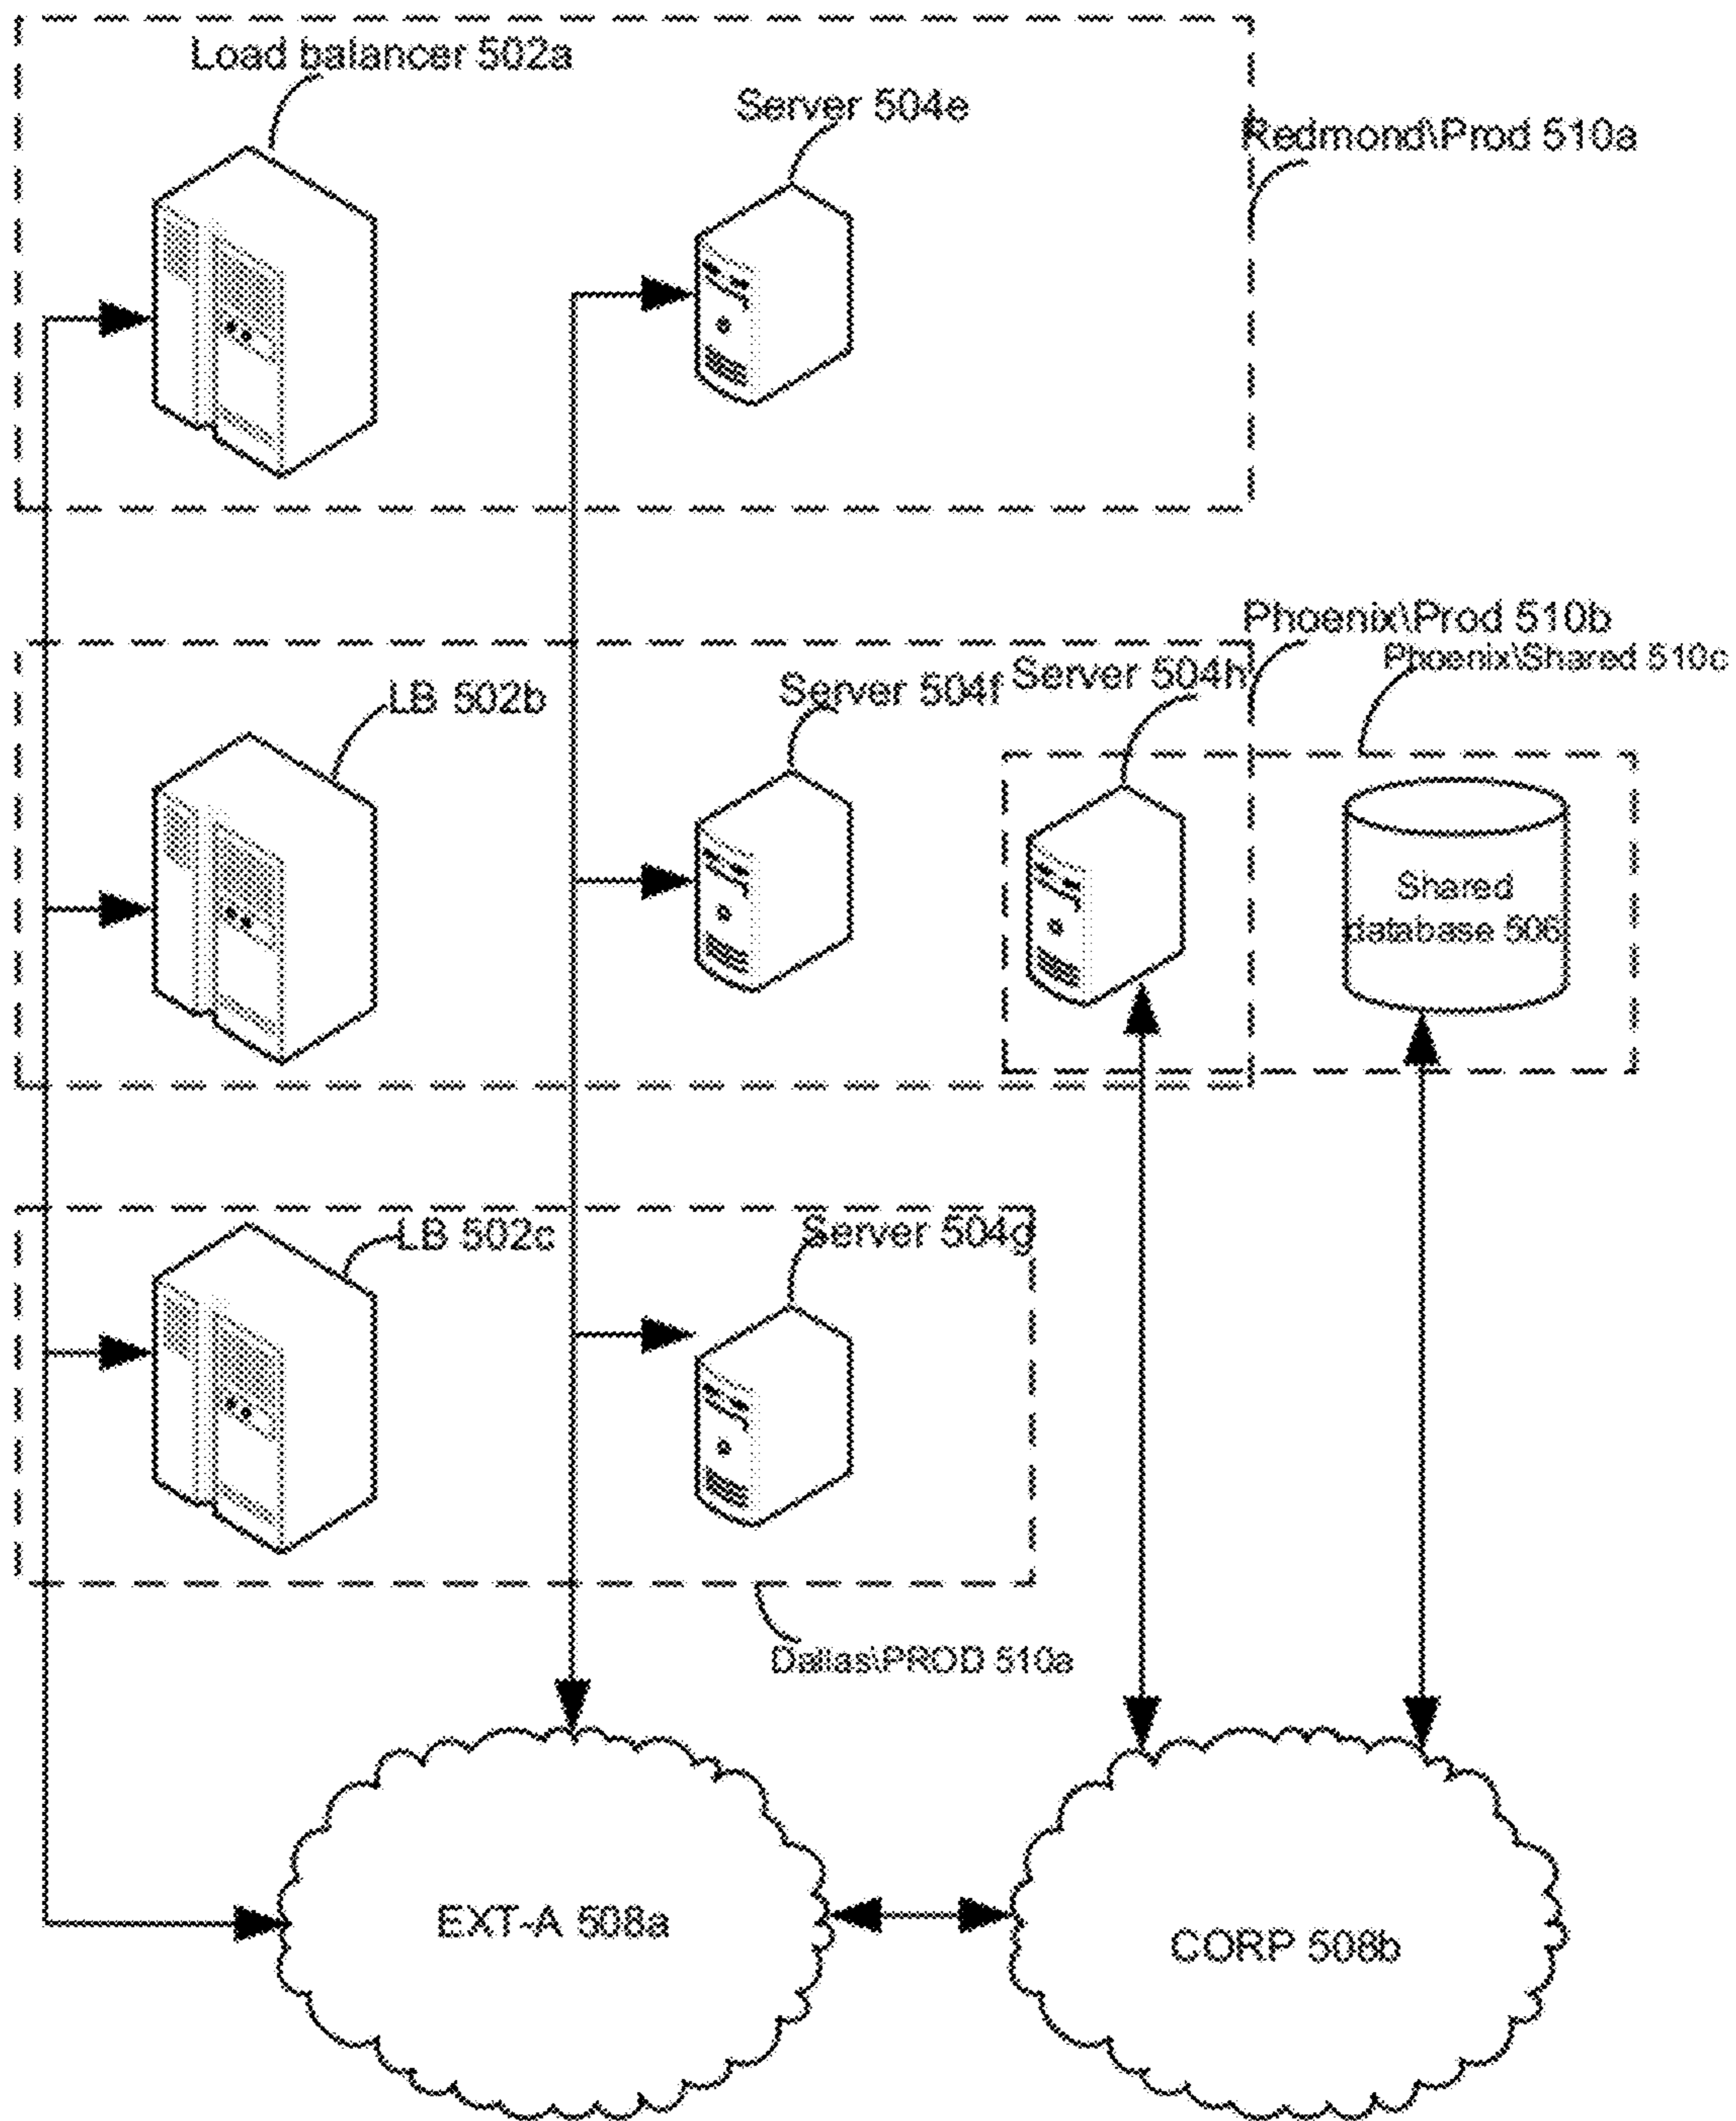 Load balancer 502a
Server 504e
Redmond\Prod 510a
Phoenix\Prod 510b
Phoenix\Shared 510c
Server 504h
Server 504f
LB 502b
Shared
database 506
LB 502c
Server 504g
Dallas\PROD 510a
EXT-A 508a
CORP 508b